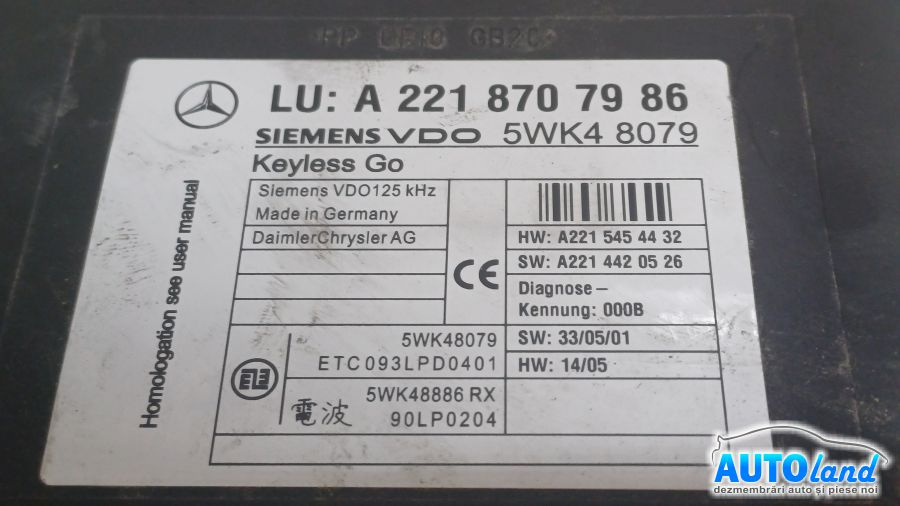 LU: A 221 870 79 86
SIEMENS VDO 5WK4 8079
Keyless Go
Siemens VDO125 kHz
Made in Germany
DaimlerChrysler AG
HW: A221 545 44 32
SW: A221 442 05 26
Diagnose –
Kennung: 000B
SW: 33/05/01
HW: 14/05
5WK48079
ETC093LPD0401
5WK48886 RX
電波 90LP0204
Homologation see user manual
AUTOland
dezmembrări auto și piese noi